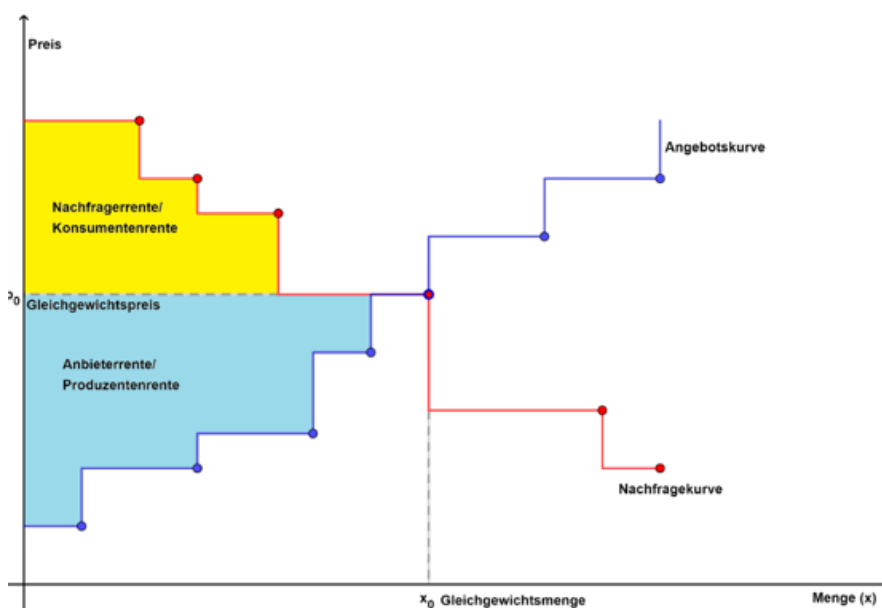 Preis
Angebotskurve
Nachfragerrente/
Konsumentenrente
p₀
Gleichgewichtspreis
Anbieterrente/
Produzentenrente
Nachfragekurve
x₀ Gleichgewichtsmenge
Menge (x)